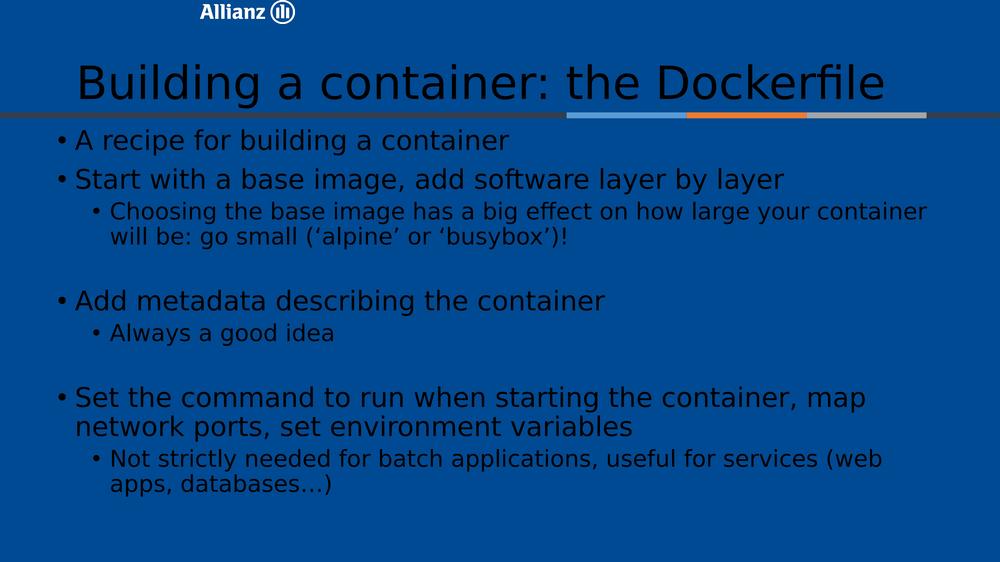 Allianz
Building a container: the Dockerfile
• A recipe for building a container
• Start with a base image, add software layer by layer
• Choosing the base image has a big effect on how large your container
will be: go small (‘alpine’ or ‘busybox’)!
• Add metadata describing the container
• Always a good idea
• Set the command to run when starting the container, map
network ports, set environment variables
• Not strictly needed for batch applications, useful for services (web
apps, databases…)